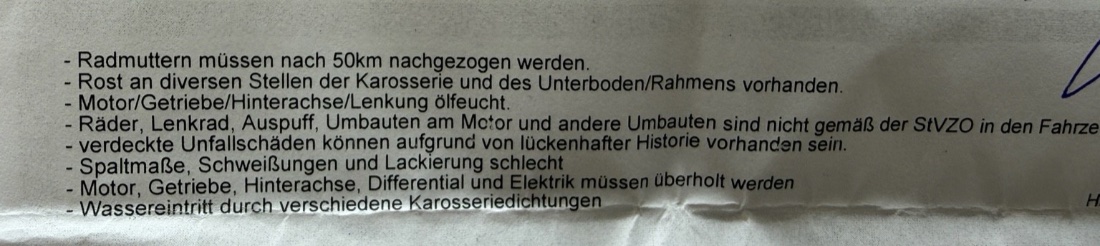 - Radmuttern müssen nach 50km nachgezogen werden.
- Rost an diversen Stellen der Karosserie und des Unterboden/Rahmens vorhanden.
- Motor/Getriebe/Hinterachse/Lenkung ölfeucht.
- Räder, Lenkrad, Auspuff, Umbauten am Motor und andere Umbauten sind nicht gemäß der StVZO in den Fahrze
- verdeckte Unfallschäden können aufgrund von lückenhafter Historie vorhanden sein.
- Spaltmaße, Schweißungen und Lackierung schlecht
- Motor, Getriebe, Hinterachse, Differential und Elektrik müssen überholt werden
- Wassereintritt durch verschiedene Karosseriedichtungen